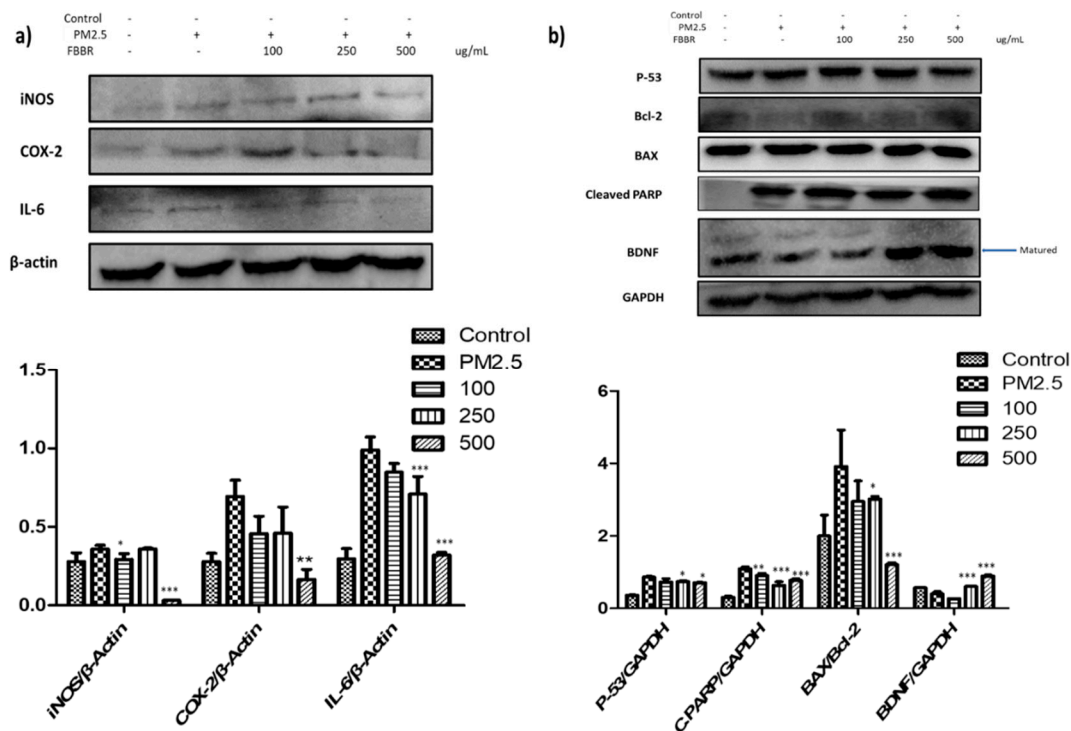 a)
Control - - - - -
PM2.5 - + + + +
FBBR - - 100 250 500 ug/mL
iNOS
COX-2
IL-6
β-actin
Control
PM2.5
100
250
500
1.5
1.0
0.5
0.0
* ***
**
*** ***
iNOS/β-Actin
COX-2/β-Actin
IL-6/β-Actin
b)
Control - - - - -
PM2.5 - + + + +
FBBR - - 100 250 500 ug/mL
P-53
Bcl-2
BAX
Cleaved PARP
BDNF
Matured
GAPDH
Control
PM2.5
100
250
500
6
4
2
0
* *
** *** ***
* ***
*** ***
P-53/GAPDH
C.PARP/GAPDH
BAX/Bcl-2
BDNF/GAPDH